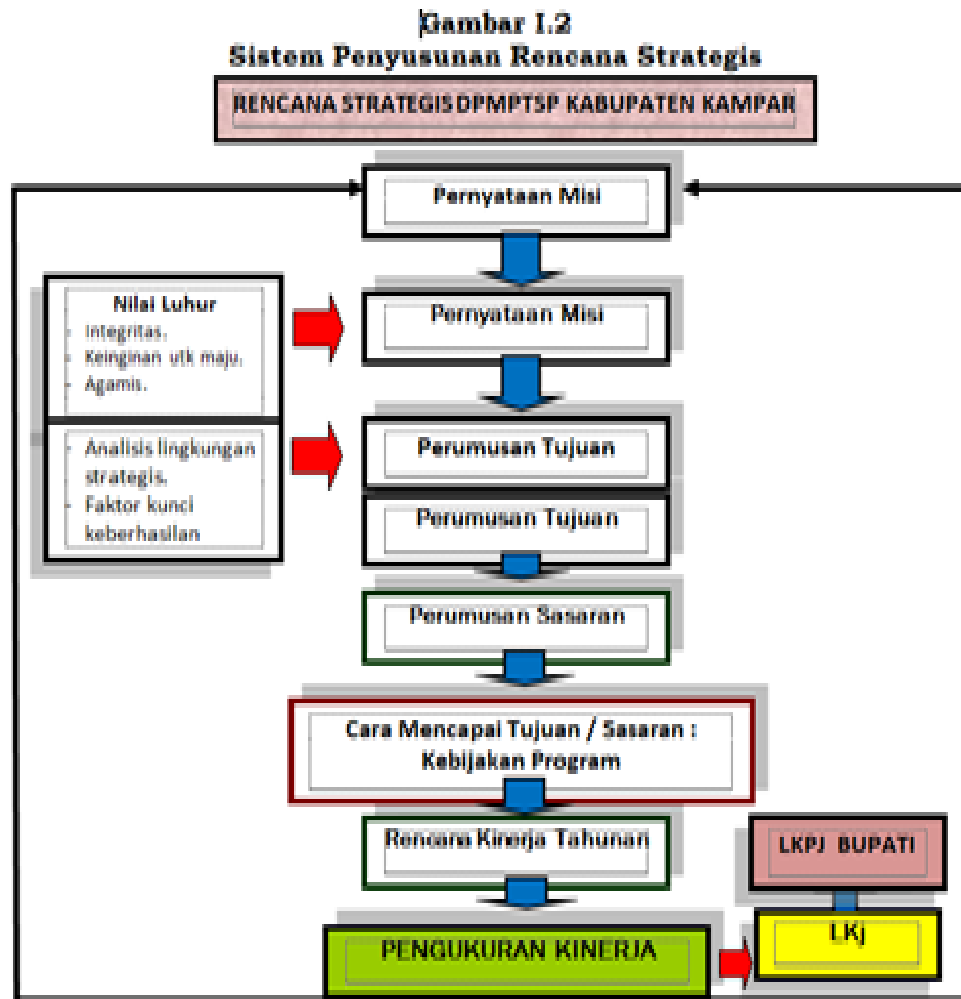 Gambar I.2
Sistem Penyusunan Rencana Strategis
RENCANA STRATEGIS DPMPTSP KABUPATEN KAMPAR
Pernyataan Misi
Nilai Luhur
- Integritas.
- Keinginan utk maju.
- Agamis.
Pernyataan Misi
- Analisis lingkungan
strategis.
- Faktor kunci
keberhasilan
Perumusan Tujuan
Perumusan Tujuan
Perumusan Sasaran
Cara Mencapai Tujuan / Sasaran :
Kebijakan Program
Rencana Kinerja Tahunan
LKPJ BUPATI
PENGUKURAN KINERJA
LKj